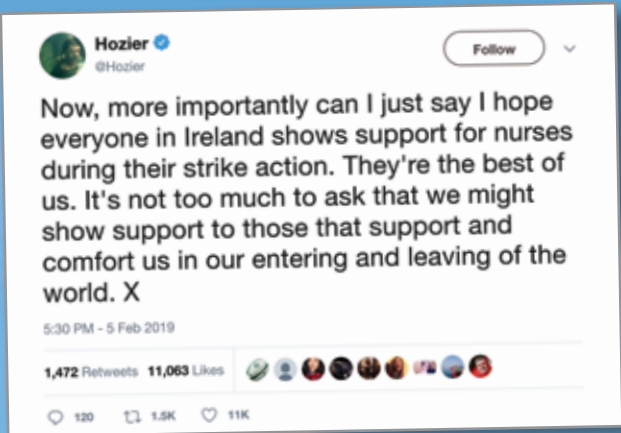 Hozier
@Hozier
Follow
Now, more importantly can I just say I hope
everyone in Ireland shows support for nurses
during their strike action. They're the best of
us. It's not too much to ask that we might
show support to those that support and
comfort us in our entering and leaving of the
world. X
5:30 PM - 5 Feb 2019
1,472 Retweets 11,063 Likes
120 1.5K 11K